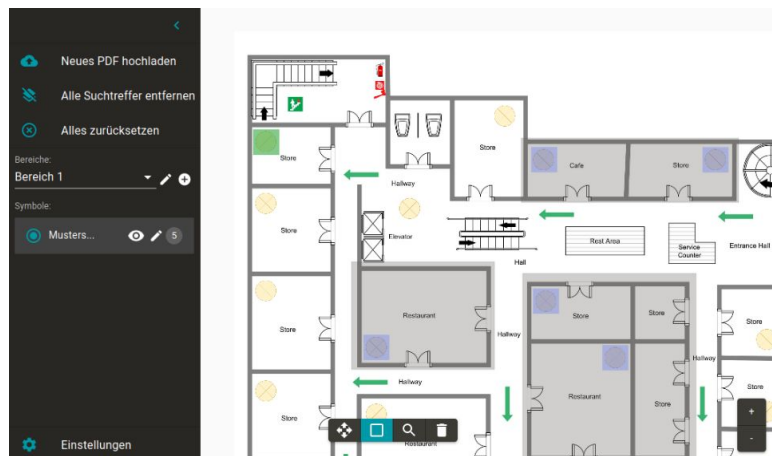 Neues PDF hochladen
Alle Suchtreffer entfernen
Alles zurücksetzen
Bereiche:
Bereich 1
Symbole:
Musters... 5
Einstellungen
Store
Store
Cafe
Store
Hallway
Store
Elevator
Rest Area
Service
Counter
Entrance Hall
Hall
Store
Restaurant
Store
Store
Store
Hallway
Hallway
Store
Hallway
Store
Restaurant
Store
Store
Restaurant
+
-